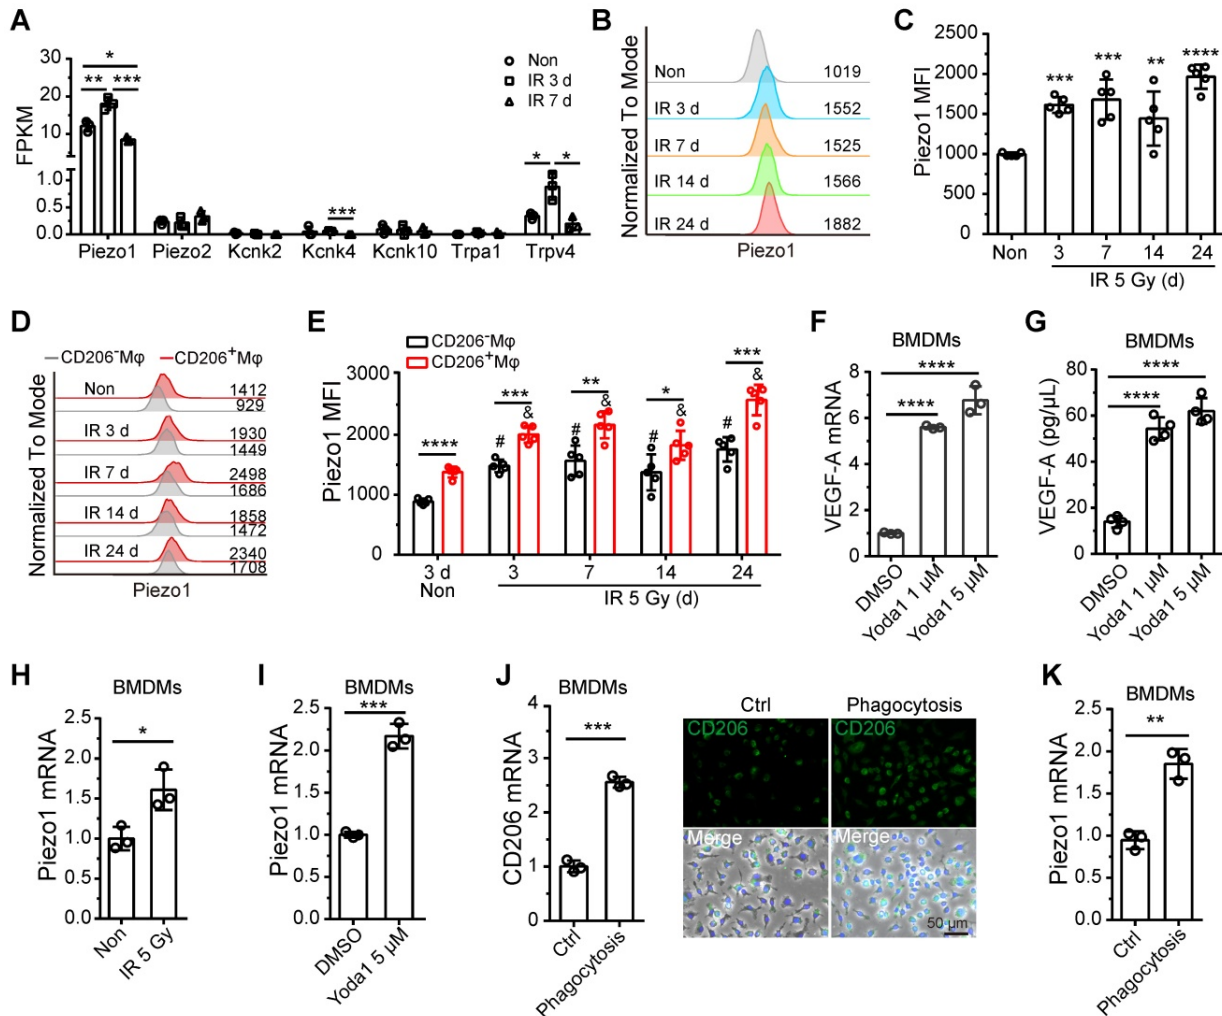 A
FPKM
30
20
10
1.0
0.5
0.0
*
** ***
***
* *
Non
IR 3 d
IR 7 d
Piezo1 Piezo2 Kcnk2 Kcnk4 Kcnk10 Trpa1 Trpv4
B
Normalized To Mode
Non 1019
IR 3 d 1552
IR 7 d 1525
IR 14 d 1566
IR 24 d 1882
Piezo1
C
Piezo1 MFI
2500
2000
1500
1000
500
0
*** *** ** ****
Non 3 7 14 24
IR 5 Gy (d)
D
CD206⁻Mφ CD206⁺Mφ
Normalized To Mode
Non 1412
929
IR 3 d 1930
1449
IR 7 d 2498
1686
IR 14 d 1858
1472
IR 24 d 2340
1708
Piezo1
E
CD206⁻Mφ
CD206⁺Mφ
Piezo1 MFI
3000
2000
1000
0
**** *** ** * ***
# & # & # & # &
3 d 3 7 14 24
Non IR 5 Gy (d)
F
BMDMs
VEGF-A mRNA
8
6
4
2
0
****
****
DMSO
Yoda1 1 μM
Yoda1 5 μM
G
BMDMs
VEGF-A (pg/μL)
80
60
40
20
0
****
****
DMSO
Yoda1 1 μM
Yoda1 5 μM
H
BMDMs
Piezo1 mRNA
2.5
2.0
1.5
1.0
0.5
0.0
*
Non
IR 5 Gy
I
BMDMs
Piezo1 mRNA
2.5
2.0
1.5
1.0
0.5
0.0
***
DMSO
Yoda1 5 μM
J
BMDMs
CD206 mRNA
4
3
2
1
0
***
Ctrl
Phagocytosis
Ctrl Phagocytosis
CD206 CD206
Merge Merge
50 μm
K
BMDMs
Piezo1 mRNA
2.5
2.0
1.5
1.0
0.5
0.0
**
Ctrl
Phagocytosis